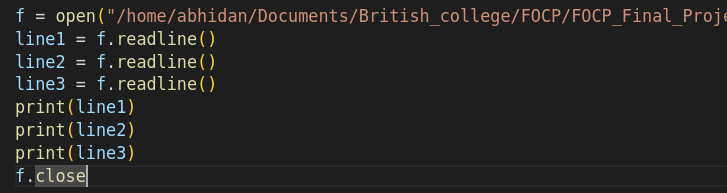 f = open("/home/abhidan/Documents/British_college/FOCP/FOCP_Final_Proje
line1 = f.readline()
line2 = f.readline()
line3 = f.readline()
print(line1)
print(line2)
print(line3)
f.close